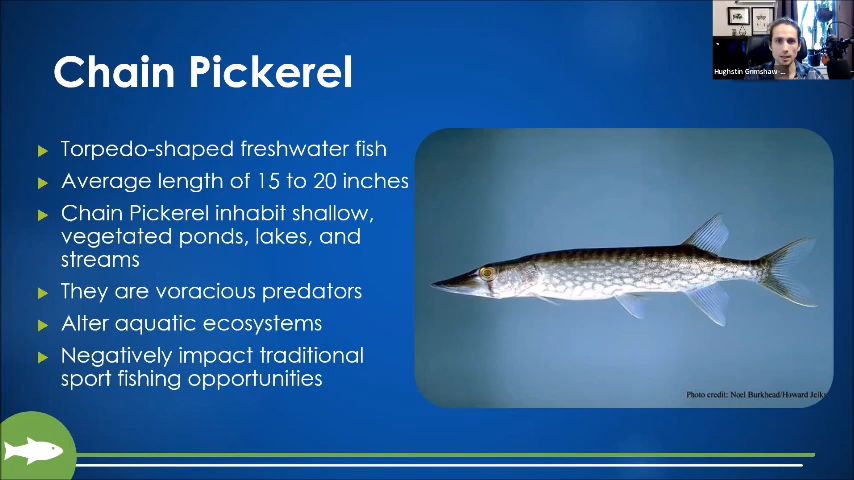 Chain Pickerel
Hughstin Grimshaw-...
Torpedo-shaped freshwater fish
Average length of 15 to 20 inches
Chain Pickerel inhabit shallow,
vegetated ponds, lakes, and
streams
They are voracious predators
Alter aquatic ecosystems
Negatively impact traditional
sport fishing opportunities
Photo credit: Noel Burkhead/Howard